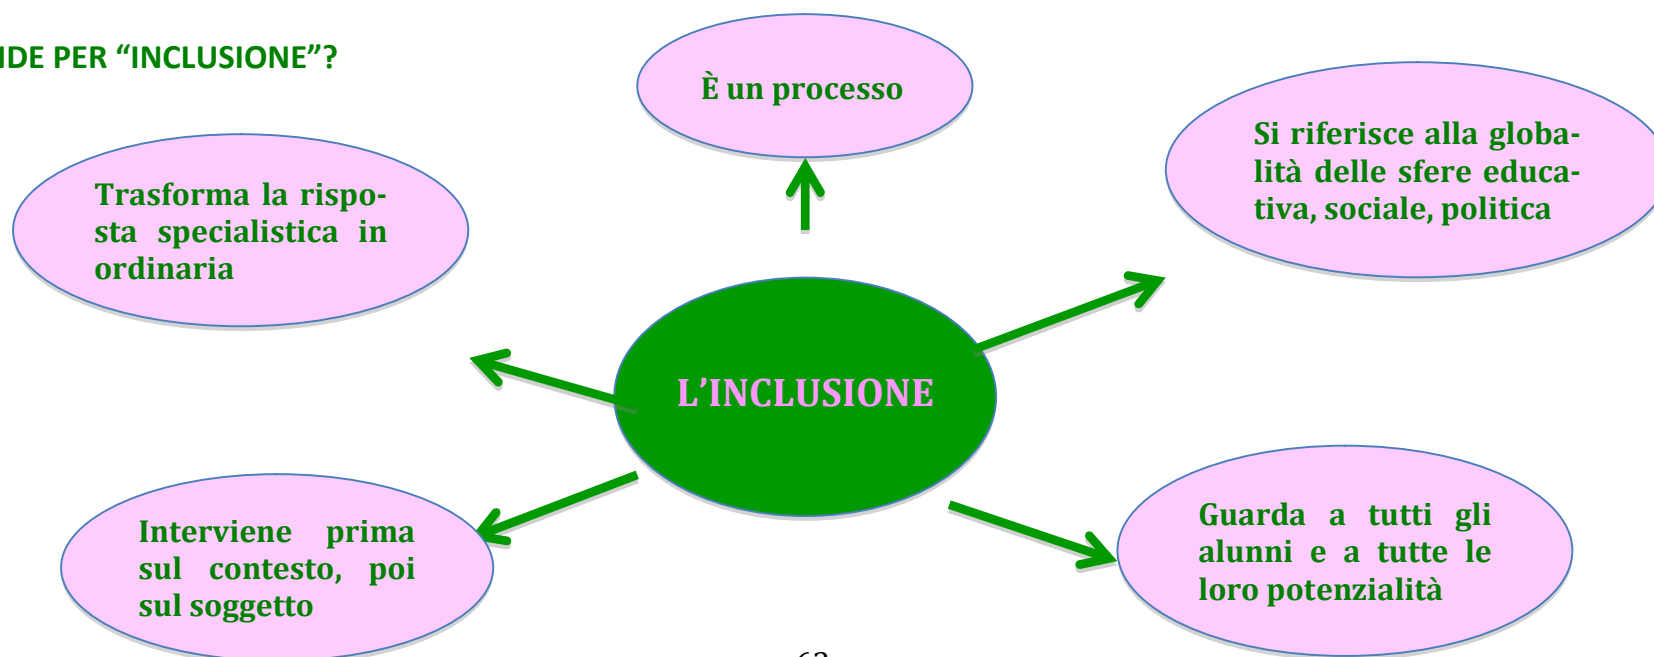 IDE PER “INCLUSIONE”?
È un processo
Si riferisce alla globa-
lità delle sfere educa-
tiva, sociale, politica
Trasforma la rispo-
sta specialistica in
ordinaria
L’INCLUSIONE
Interviene prima
sul contesto, poi
sul soggetto
Guarda a tutti gli
alunni e a tutte le
loro potenzialità